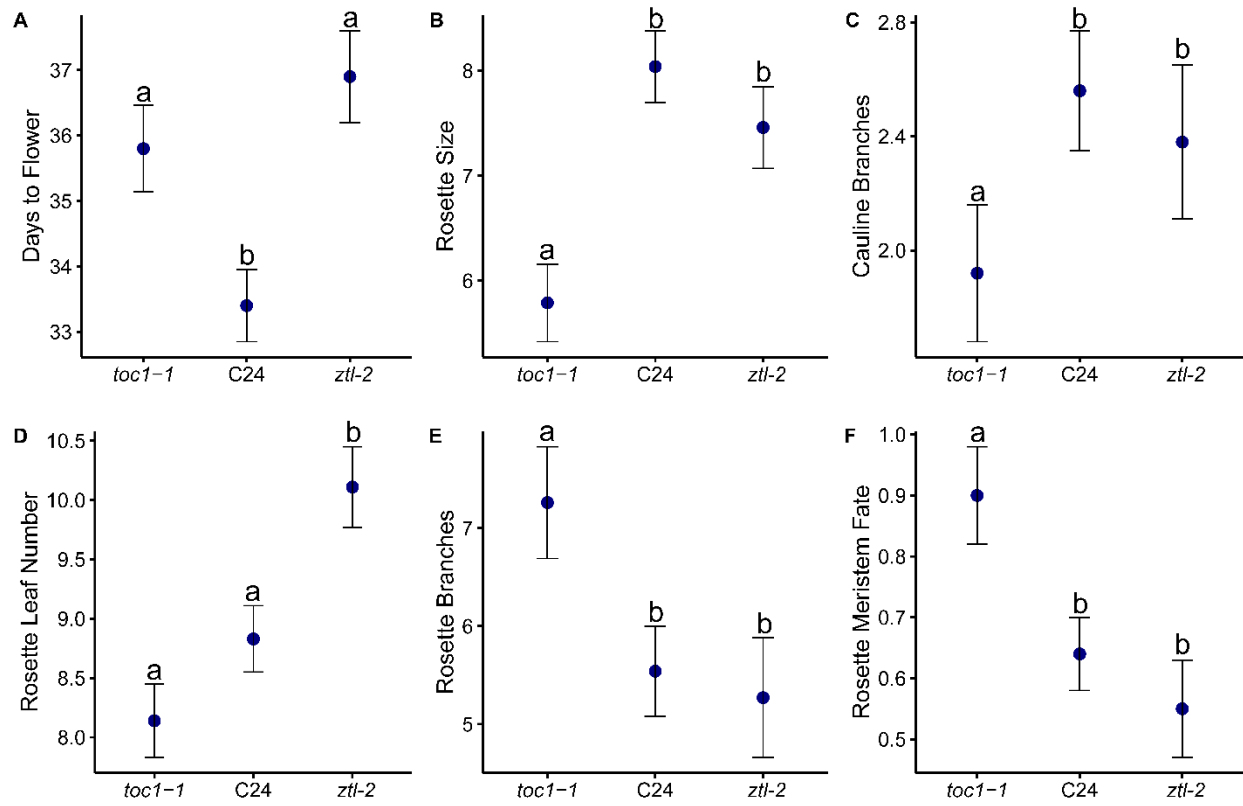 A
Days to Flower
37
36
35
34
33
a
b
a
toc1−1
C24
ztl-2
B
Rosette Size
8
7
6
a
b
b
toc1−1
C24
ztl-2
C
Cauline Branches
2.8
2.4
2.0
a
b
b
toc1−1
C24
ztl-2
D
Rosette Leaf Number
10.5
10.0
9.5
9.0
8.5
8.0
a
a
b
toc1−1
C24
ztl-2
E
Rosette Branches
7
6
5
a
b
b
toc1−1
C24
ztl-2
F
Rosette Meristem Fate
1.0
0.9
0.8
0.7
0.6
0.5
a
b
b
toc1−1
C24
ztl-2